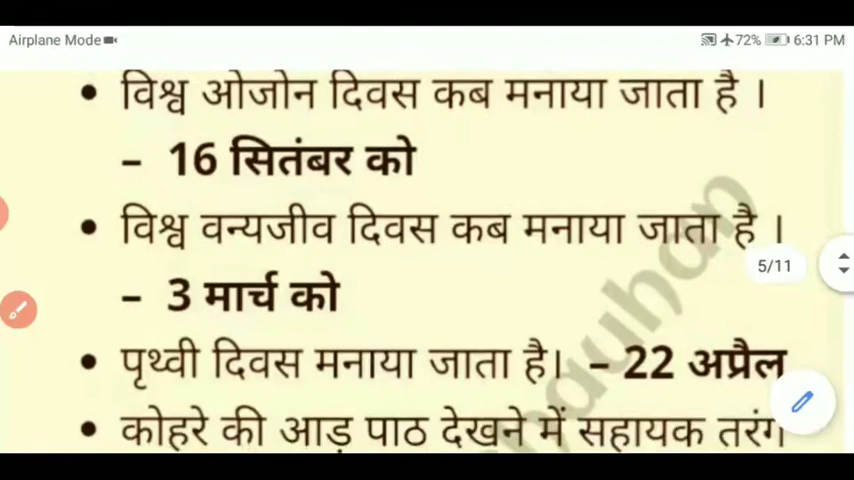 Airplane Mode 72% 6:31 PM
• विश्व ओजोन दिवस कब मनाया जाता है ।
– 16 सितंबर को
• विश्व वन्यजीव दिवस कब मनाया जाता है ।
5/11
– 3 मार्च को
• पृथ्वी दिवस मनाया जाता है। – 22 अप्रैल
• कोहरे की आड़ पाठ देखने में सहायक तरंग